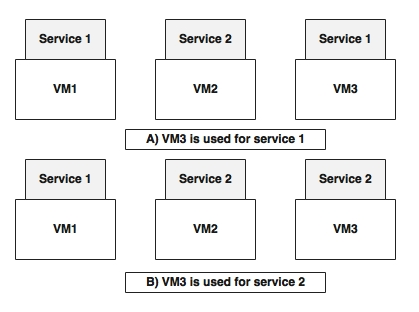 Service 1
Service 2
Service 1
VM1
VM2
VM3
A) VM3 is used for service 1
Service 1
Service 2
Service 2
VM1
VM2
VM3
B) VM3 is used for service 2